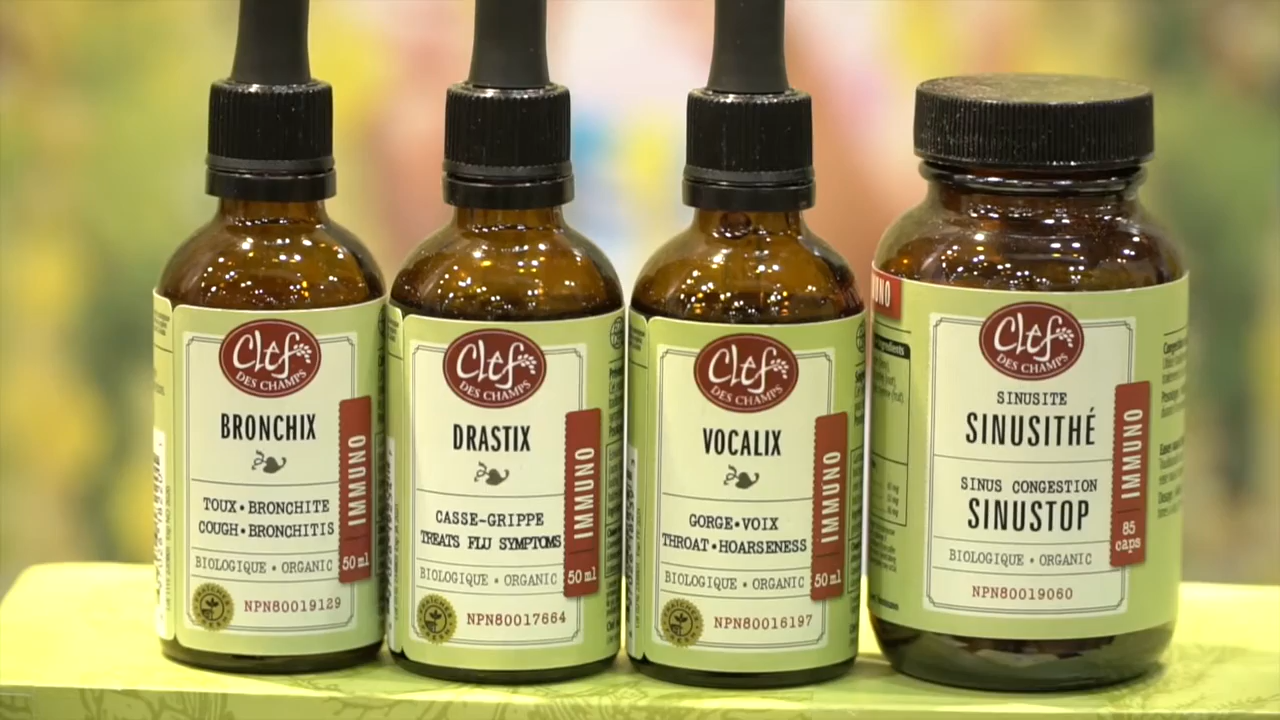 Clef
DES CHAMPS
BRONCHIX
TOUX•BRONCHITE
COUGH•BRONCHITIS
BIOLOGIQUE • ORGANIC
NPN80019129
IMMUNO
50 ml
Clef
DES CHAMPS
DRASTIX
CASSE-GRIPPE
TREATS FLU SYMPTOMS
BIOLOGIQUE • ORGANIC
NPN80017664
IMMUNO
50 ml
Clef
DES CHAMPS
VOCALIX
GORGE•VOIX
THROAT•HOARSENESS
BIOLOGIQUE • ORGANIC
NPN80016197
IMMUNO
50 ml
Clef
DES CHAMPS
SINUSITE
SINUSITHÉ
SINUS CONGESTION
SINUSTOP
BIOLOGIQUE • ORGANIC
NPN80019060
IMMUNO
85
caps